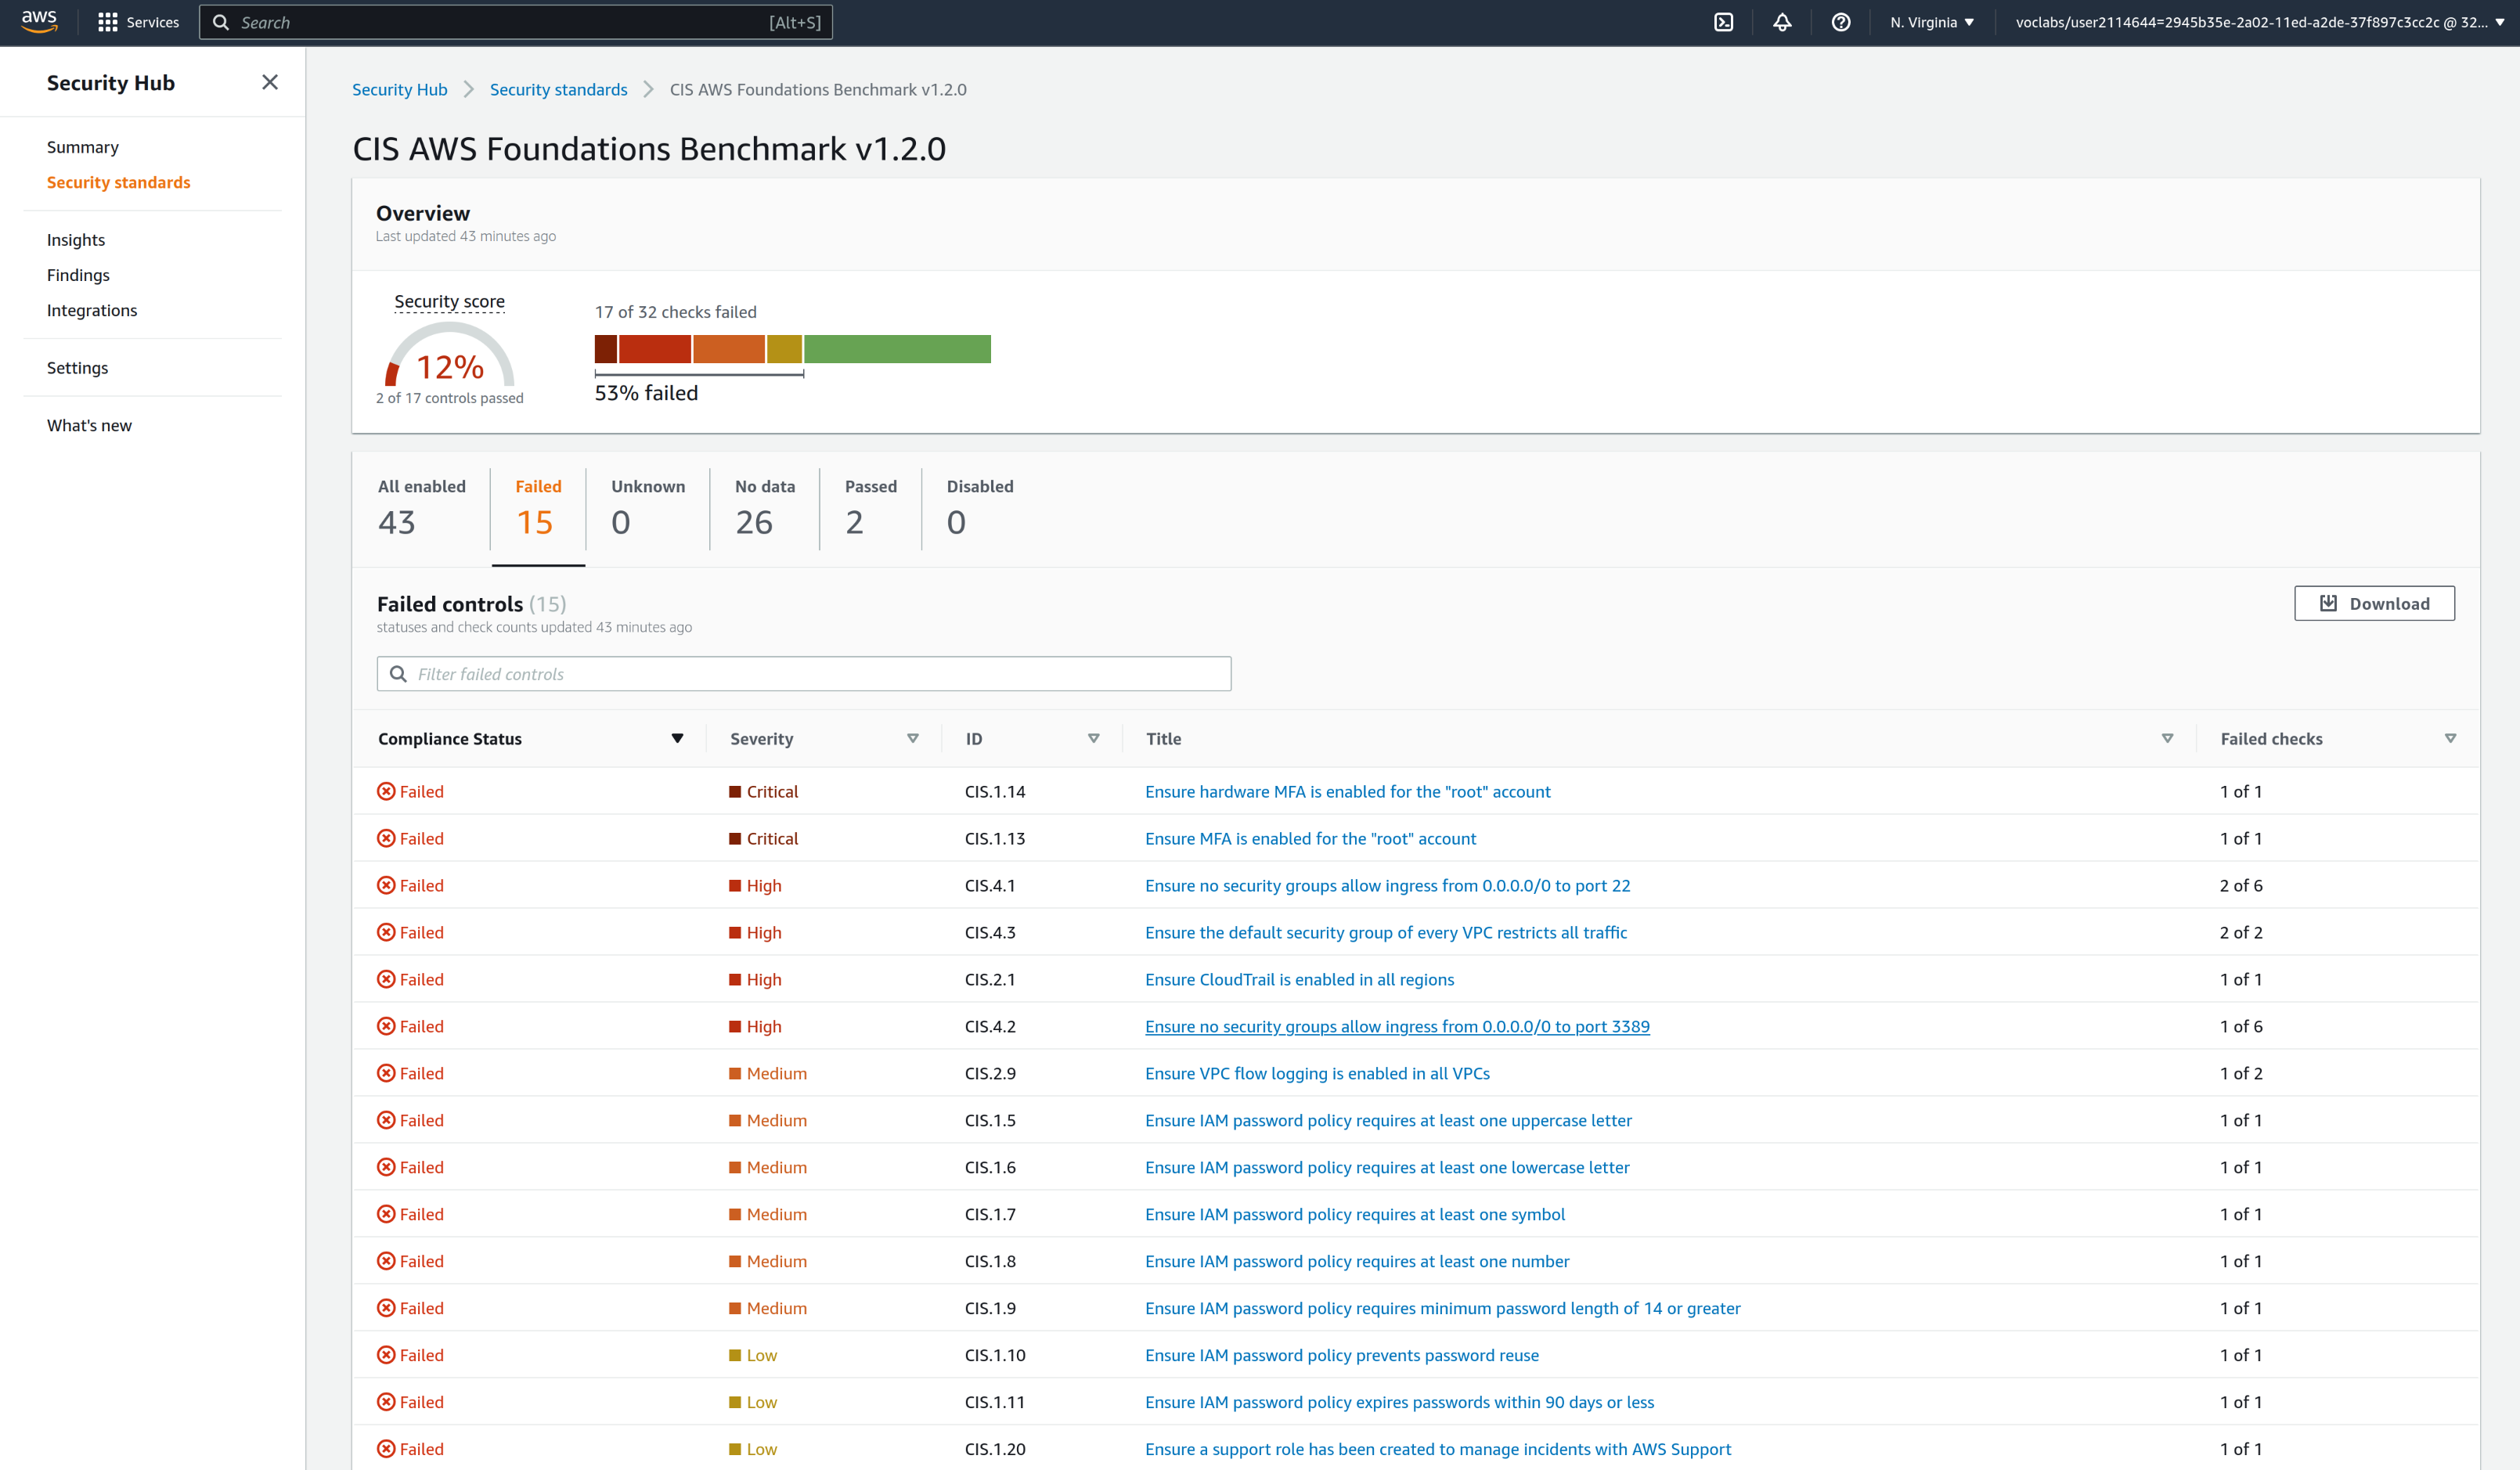 aws Services Search [Alt+S] N. Virginia voclabs/user2114644=2945b35e-2a02-11ed-a2de-37f897c3cc2c @ 32...
Security Hub
Summary
Security standards
Insights
Findings
Integrations
Settings
What's new
Security Hub Security standards CIS AWS Foundations Benchmark v1.2.0
CIS AWS Foundations Benchmark v1.2.0
Overview
Last updated 43 minutes ago
Security score
12%
2 of 17 controls passed
17 of 32 checks failed
53% failed
All enabled Failed Unknown No data Passed Disabled
43 15 0 26 2 0
Failed controls (15)
statuses and check counts updated 43 minutes ago
Download
Filter failed controls
Compliance Status Severity ID Title Failed checks
Failed Critical CIS.1.14 Ensure hardware MFA is enabled for the "root" account 1 of 1
Failed Critical CIS.1.13 Ensure MFA is enabled for the "root" account 1 of 1
Failed High CIS.4.1 Ensure no security groups allow ingress from 0.0.0.0/0 to port 22 2 of 6
Failed High CIS.4.3 Ensure the default security group of every VPC restricts all traffic 2 of 2
Failed High CIS.2.1 Ensure CloudTrail is enabled in all regions 1 of 1
Failed High CIS.4.2 Ensure no security groups allow ingress from 0.0.0.0/0 to port 3389 1 of 6
Failed Medium CIS.2.9 Ensure VPC flow logging is enabled in all VPCs 1 of 2
Failed Medium CIS.1.5 Ensure IAM password policy requires at least one uppercase letter 1 of 1
Failed Medium CIS.1.6 Ensure IAM password policy requires at least one lowercase letter 1 of 1
Failed Medium CIS.1.7 Ensure IAM password policy requires at least one symbol 1 of 1
Failed Medium CIS.1.8 Ensure IAM password policy requires at least one number 1 of 1
Failed Medium CIS.1.9 Ensure IAM password policy requires minimum password length of 14 or greater 1 of 1
Failed Low CIS.1.10 Ensure IAM password policy prevents password reuse 1 of 1
Failed Low CIS.1.11 Ensure IAM password policy expires passwords within 90 days or less 1 of 1
Failed Low CIS.1.20 Ensure a support role has been created to manage incidents with AWS Support 1 of 1